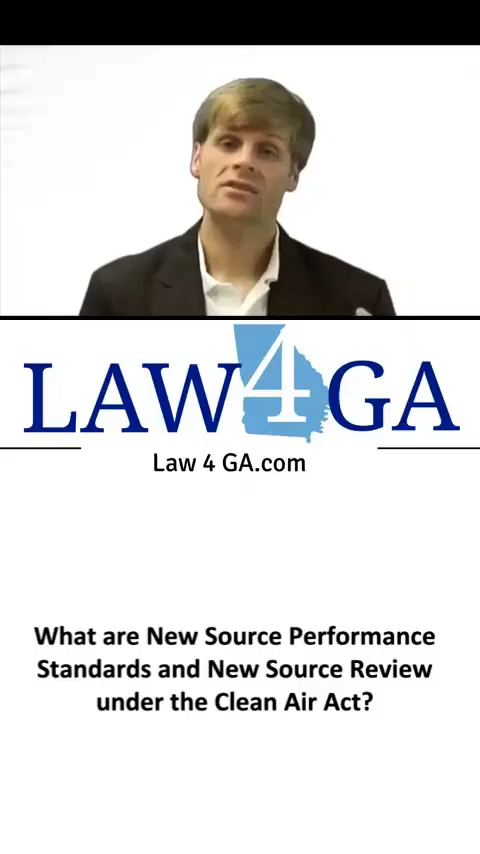 LAW4GA
Law 4 GA.com
What are New Source Performance
Standards and New Source Review
under the Clean Air Act?